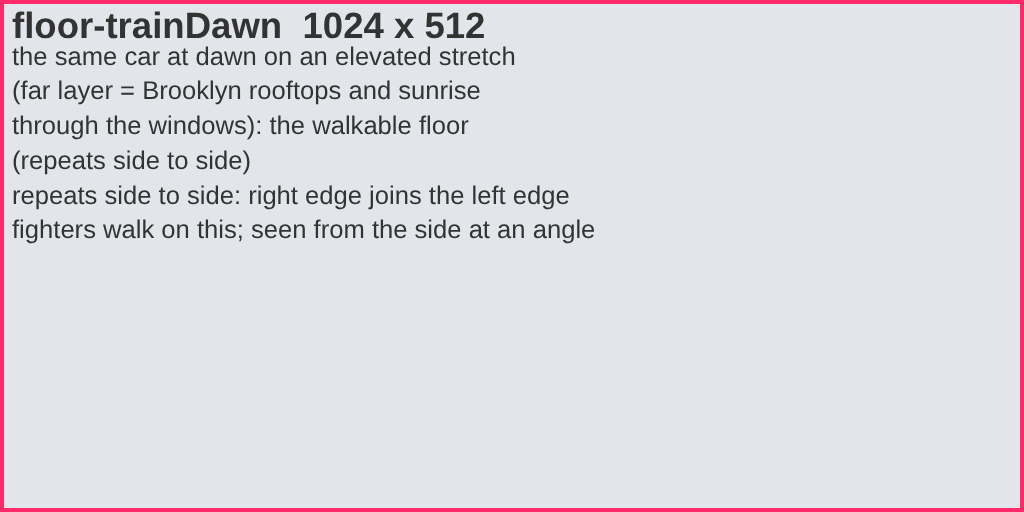 floor-trainDawn 1024 x 512
the same car at dawn on an elevated stretch
(far layer = Brooklyn rooftops and sunrise
through the windows): the walkable floor
(repeats side to side)
repeats side to side: right edge joins the left edge
fighters walk on this; seen from the side at an angle